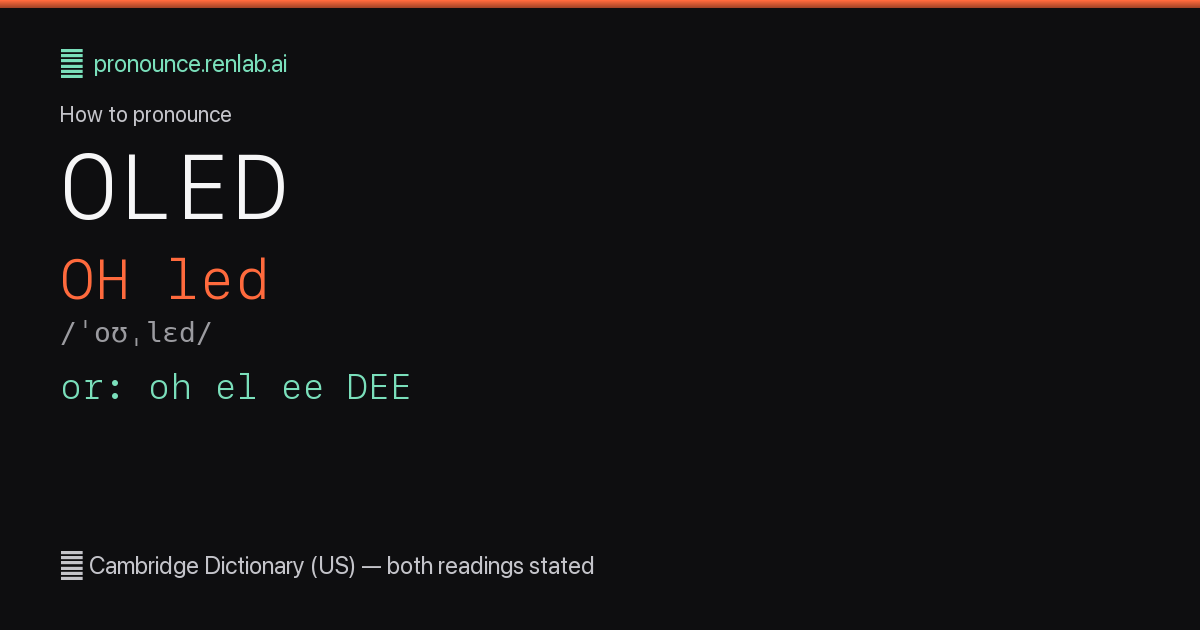 pronounce.renlab.ai
How to pronounce
OLED
OH led
/ˈoʊˌlɛd/
or: oh el ee DEE
Cambridge Dictionary (US) — both readings stated